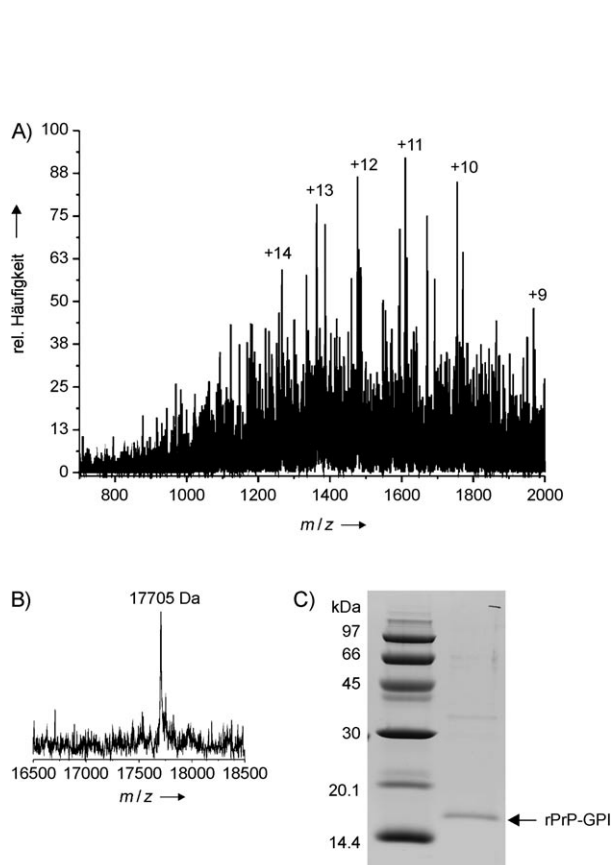 A)
100
88
75
63
50
38
25
13
0
rel. Häufigkeit
+14
+13
+12
+11
+10
+9
800 1000 1200 1400 1600 1800 2000
m / z
B)
17705 Da
16500 17000 17500 18000 18500
m / z
C)
kDa
97
66
45
30
20.1
14.4
rPrP-GPI